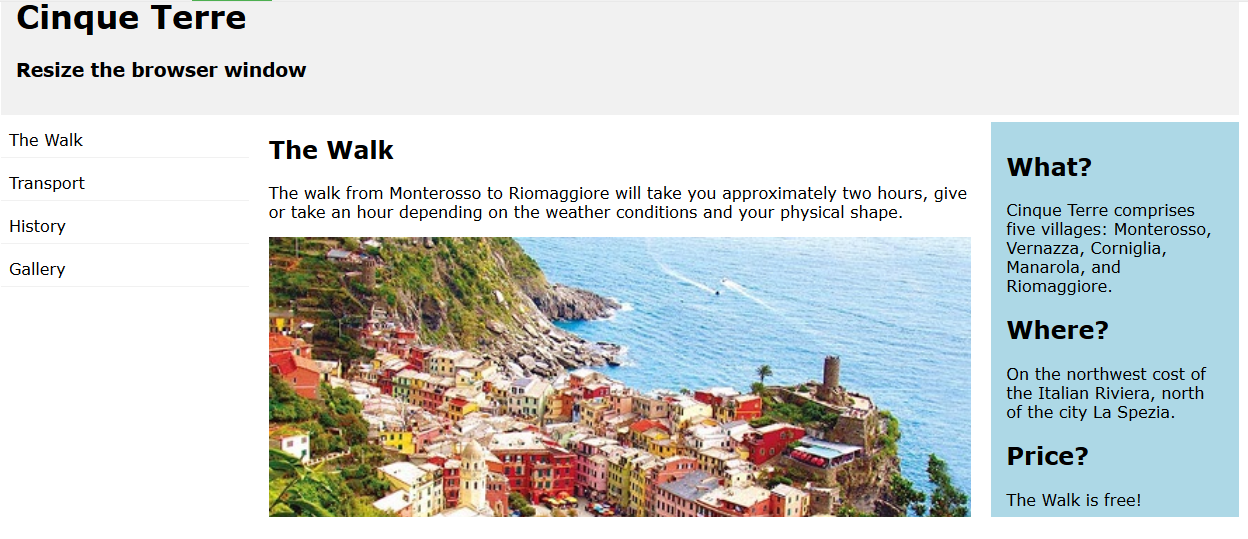 Cinque Terre
Resize the browser window
The Walk
Transport
History
Gallery
The Walk
The walk from Monterosso to Riomaggiore will take you approximately two hours, give
or take an hour depending on the weather conditions and your physical shape.
What?
Cinque Terre comprises
five villages: Monterosso,
Vernazza, Corniglia,
Manarola, and
Riomaggiore.
Where?
On the northwest cost of
the Italian Riviera, north
of the city La Spezia.
Price?
The Walk is free!